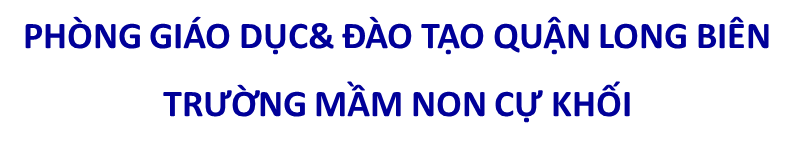 PHÒNG GIÁO DỤC& ĐÀO TẠO QUẬN LONG BIÊN
TRƯỜNG MẦM NON CỰ KHỐI